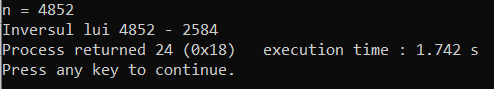 n = 4852
Inversul lui 4852 - 2584
Process returned 24 (0x18)   execution time : 1.742 s
Press any key to continue.